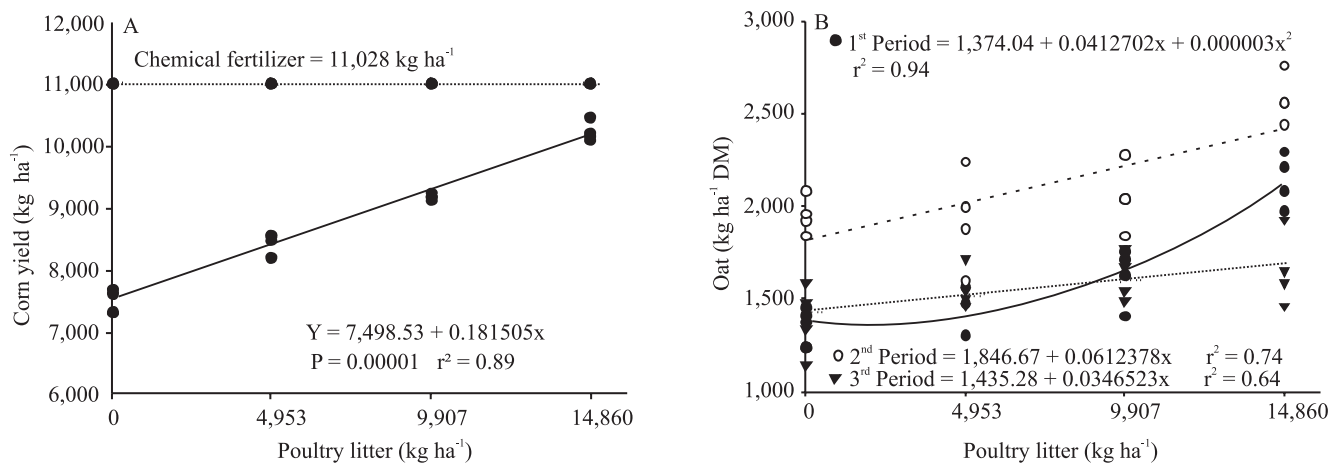 A
Chemical fertilizer = 11,028 kg ha⁻¹
12,000
11,000
10,000
9,000
8,000
7,000
6,000
Corn yield (kg ha⁻¹)
Y = 7,498.53 + 0.181505x
P = 0.00001 r² = 0.89
0 4,953 9,907 14,860
Poultry litter (kg ha⁻¹)
B
1ˢᵗ Period = 1,374.04 + 0.0412702x + 0.000003x²
r² = 0.94
3,000
2,500
2,000
1,500
1,000
Oat (kg ha⁻¹ DM)
2ⁿᵈ Period = 1,846.67 + 0.0612378x r² = 0.74
3ʳᵈ Period = 1,435.28 + 0.0346523x r² = 0.64
0 4,953 9,907 14,860
Poultry litter (kg ha⁻¹)